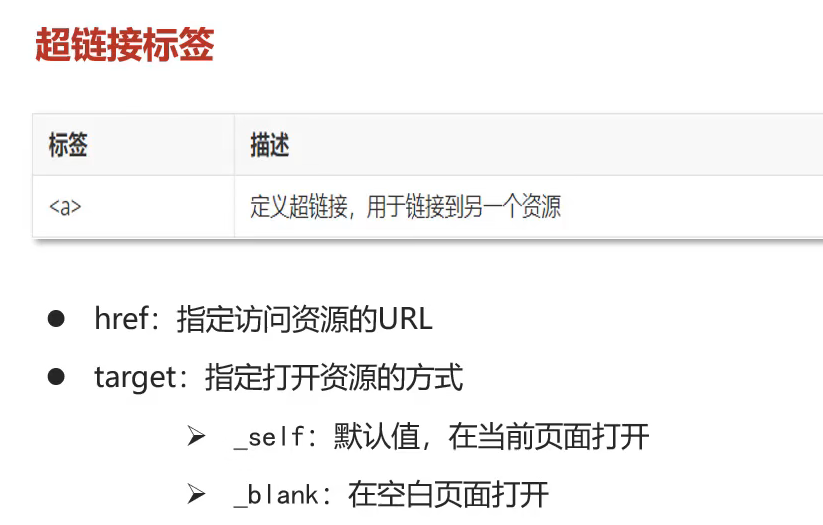 超链接标签
标签 描述
<a> 定义超链接，用于链接到另一个资源
● href：指定访问资源的URL
● target：指定打开资源的方式
➢ _self：默认值，在当前页面打开
➢ _blank：在空白页面打开